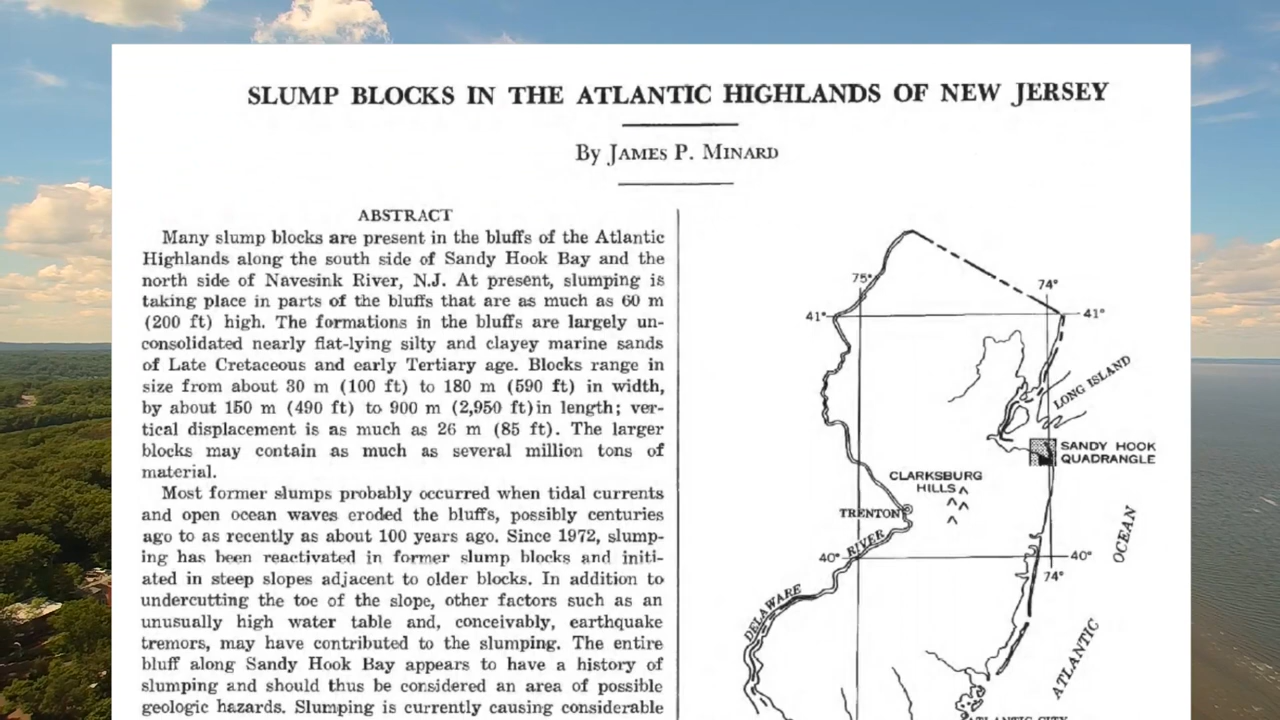 SLUMP BLOCKS IN THE ATLANTIC HIGHLANDS OF NEW JERSEY
By JAMES P. MINARD
ABSTRACT
Many slump blocks are present in the bluffs of the Atlantic
Highlands along the south side of Sandy Hook Bay and the
north side of Navesink River, N.J. At present, slumping is
taking place in parts of the bluffs that are as much as 60 m
(200 ft) high. The formations in the bluffs are largely un-
consolidated nearly flat-lying silty and clayey marine sands
of Late Cretaceous and early Tertiary age. Blocks range in
size from about 30 m (100 ft) to 180 m (590 ft) in width,
by about 150 m (490 ft) to 900 m (2,950 ft)in length; ver-
tical displacement is as much as 26 m (85 ft). The larger
blocks may contain as much as several million tons of
material.
Most former slumps probably occurred when tidal currents
and open ocean waves eroded the bluffs, possibly centuries
ago to as recently as about 100 years ago. Since 1972, slump-
ing has been reactivated in former slump blocks and initi-
ated in steep slopes adjacent to older blocks. In addition to
undercutting the toe of the slope, other factors such as an
unusually high water table and, conceivably, earthquake
tremors, may have contributed to the slumping. The entire
bluff along Sandy Hook Bay appears to have a history of
slumping and should thus be considered an area of possible
geologic hazards. Slumping is currently causing considerable
75°
74°
41°
41°
LONG ISLAND
SANDY HOOK
QUADRANGLE
CLARKSBURG
HILLS
TRENTON
RIVER
DELAWARE
40°
40°
74°
OCEAN
ATLANTIC
ATLANTIC CITY